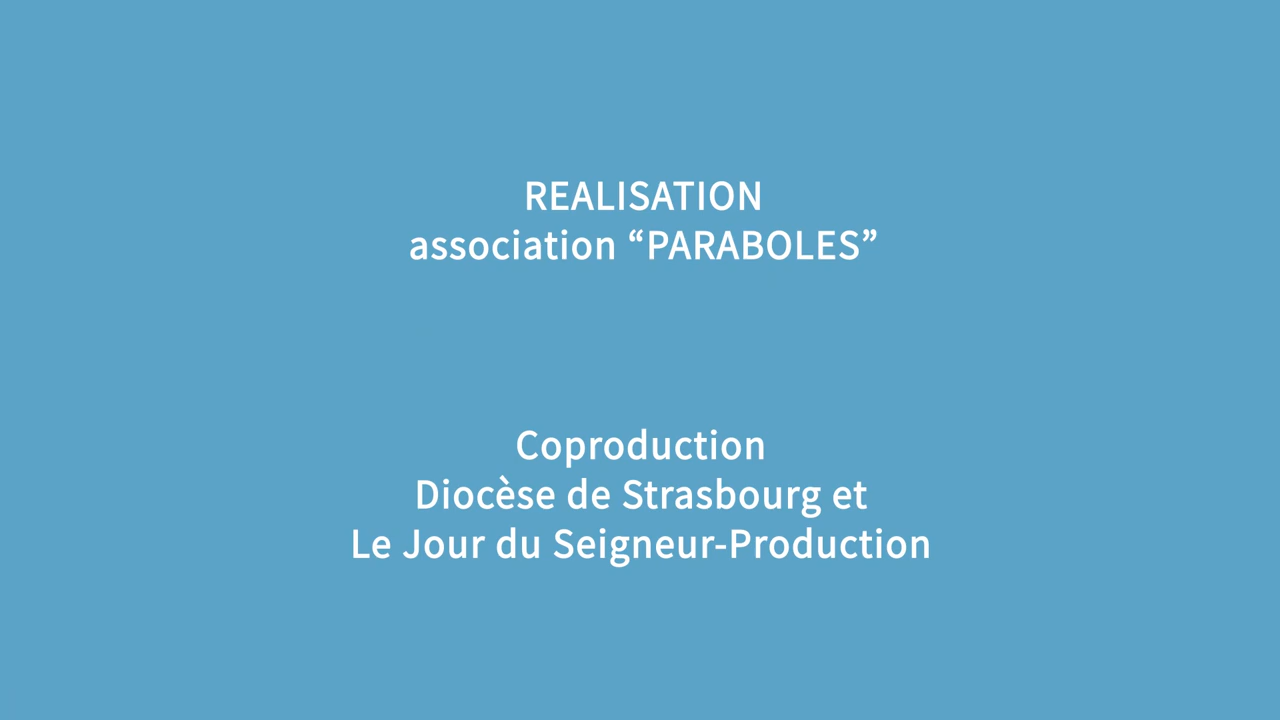 REALISATION
association “PARABOLES”
Coproduction
Diocèse de Strasbourg et
Le Jour du Seigneur-Production